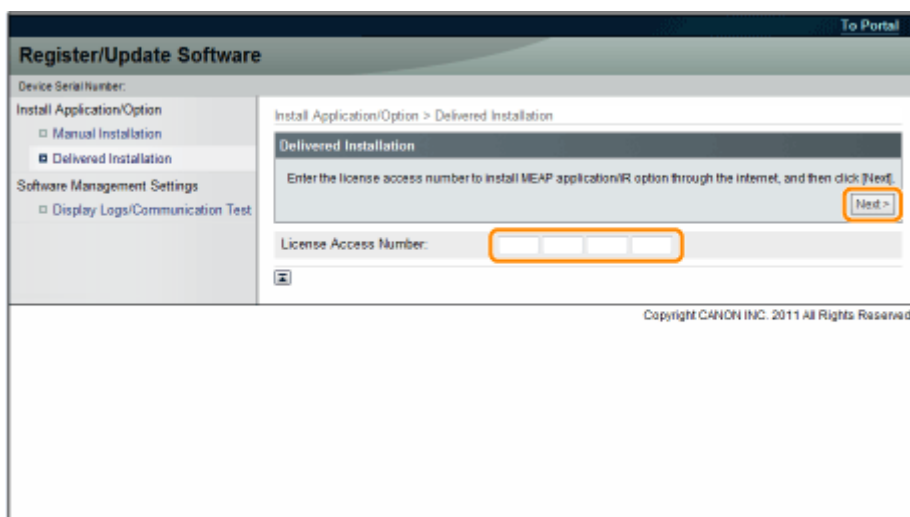 To Portal
Register/Update Software
Device Serial Number:
Install Application/Option
Manual Installation
Delivered Installation
Software Management Settings
Display Logs/Communication Test
Install Application/Option > Delivered Installation
Delivered Installation
Enter the license access number to install MEAP application/iR option through the internet, and then click [Next].
Next >
License Access Number:
Copyright CANON INC. 2011 All Rights Reserved